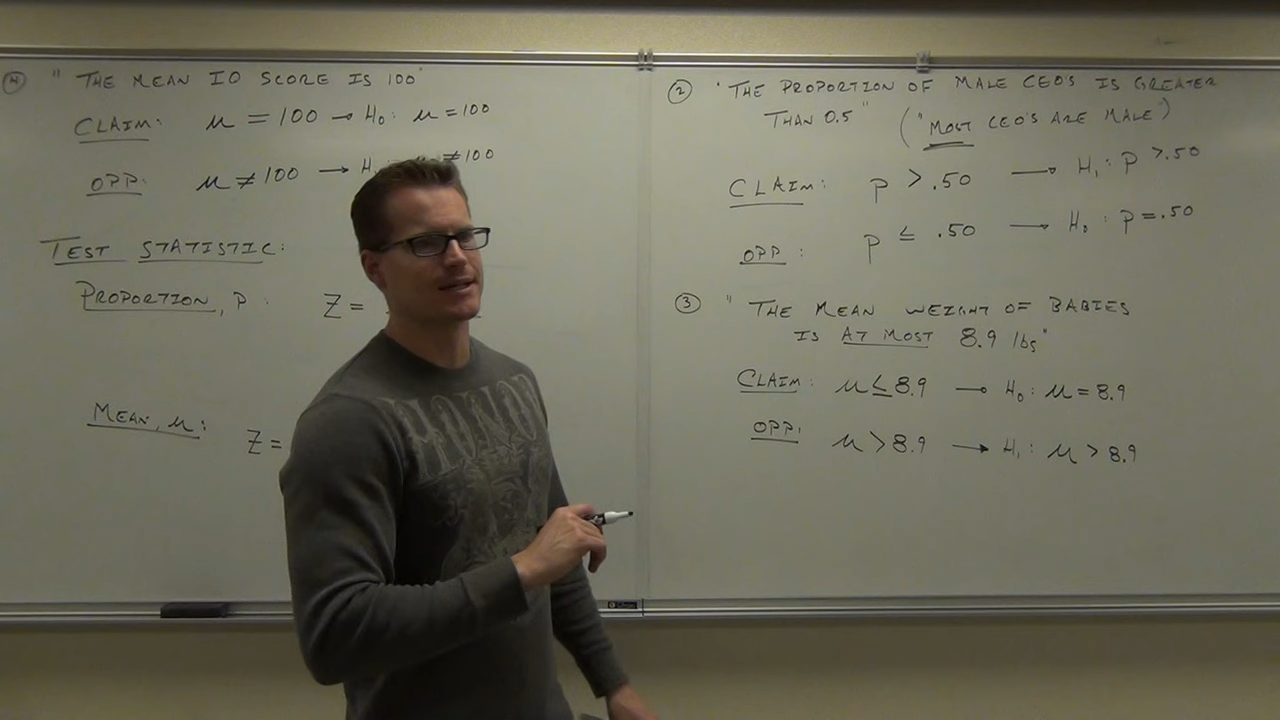 ④ " THE MEAN IQ SCORE IS 100"
CLAIM: μ = 100 → H₀: μ = 100
OPP: μ ≠ 100 → H ≠ 100
TEST STATISTIC:
PROPORTION, P : Z =
MEAN, μ: Z =
② "THE PROPORTION OF MALE CEO'S IS GREATER
THAN 0.5" ("MOST CEO'S ARE MALE")
CLAIM: P > .50 → H₁: P > .50
OPP: P ≤ .50 → H₀: P = .50
③ "THE MEAN WEIGHT OF BABIES
IS AT MOST 8.9 lbs"
CLAIM: μ ≤ 8.9 → H₀: μ = 8.9
OPP: μ > 8.9 → H₁: μ > 8.9
HONOR